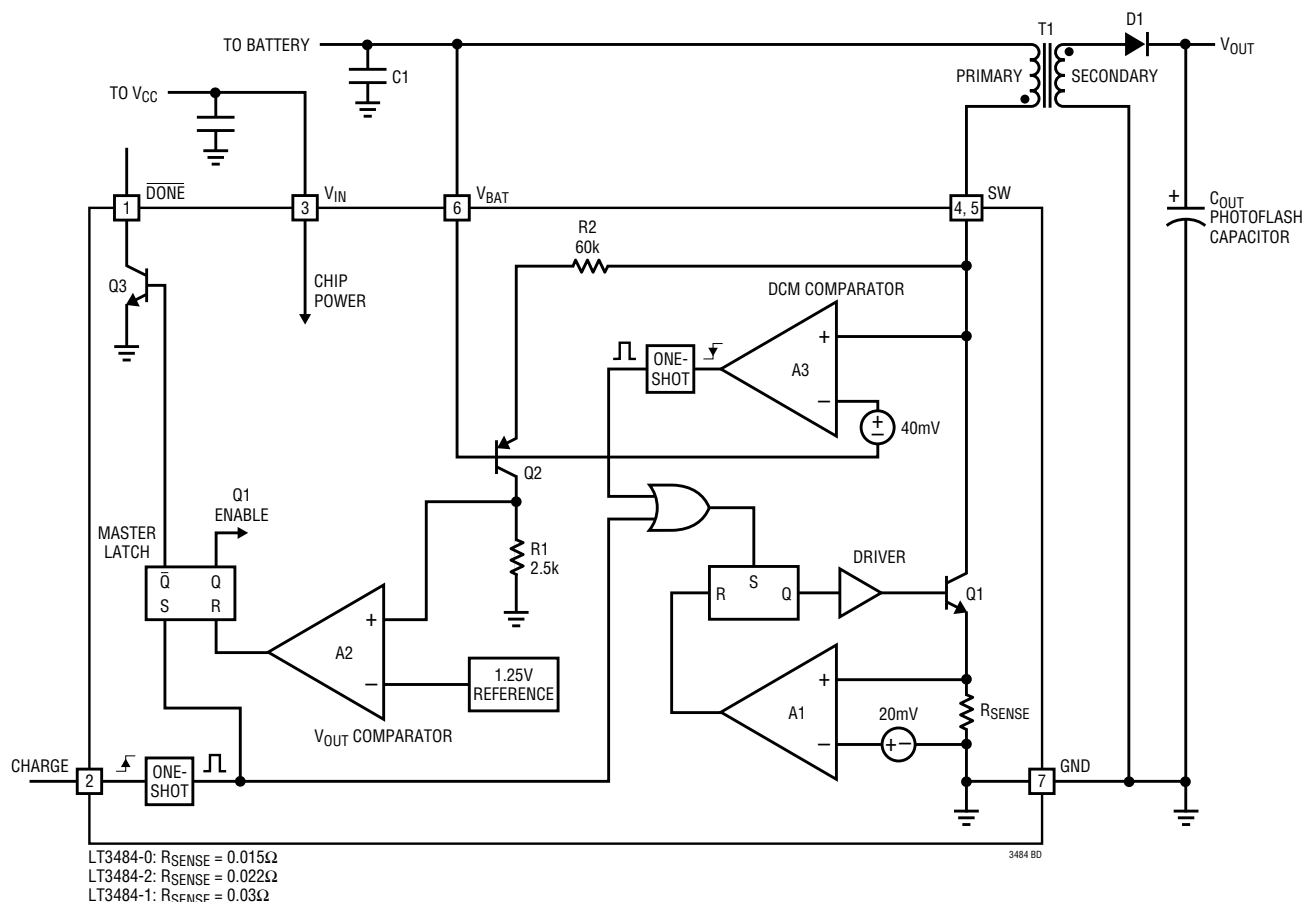 T1
D1
TO BATTERY
VOUT
C1
PRIMARY
SECONDARY
TO VCC
DONE
VIN
VBAT
SW
1
3
6
4, 5
R2
60k
+
COUT
PHOTOFLASH
CAPACITOR
Q3
CHIP
POWER
DCM COMPARATOR
ONE-
SHOT
A3
+
–
+
–
40mV
Q2
Q1
ENABLE
MASTER
LATCH
R1
2.5k
DRIVER
Q̅
Q
S
R
R
S
Q
Q1
A2
+
–
1.25V
REFERENCE
A1
+
–
20mV
+
–
RSENSE
VOUT COMPARATOR
CHARGE
2
ONE-
SHOT
7
GND
LT3484-0: RSENSE = 0.015Ω
3484 BD
LT3484-2: RSENSE = 0.022Ω
LT3484-1: RSENSE = 0.03Ω